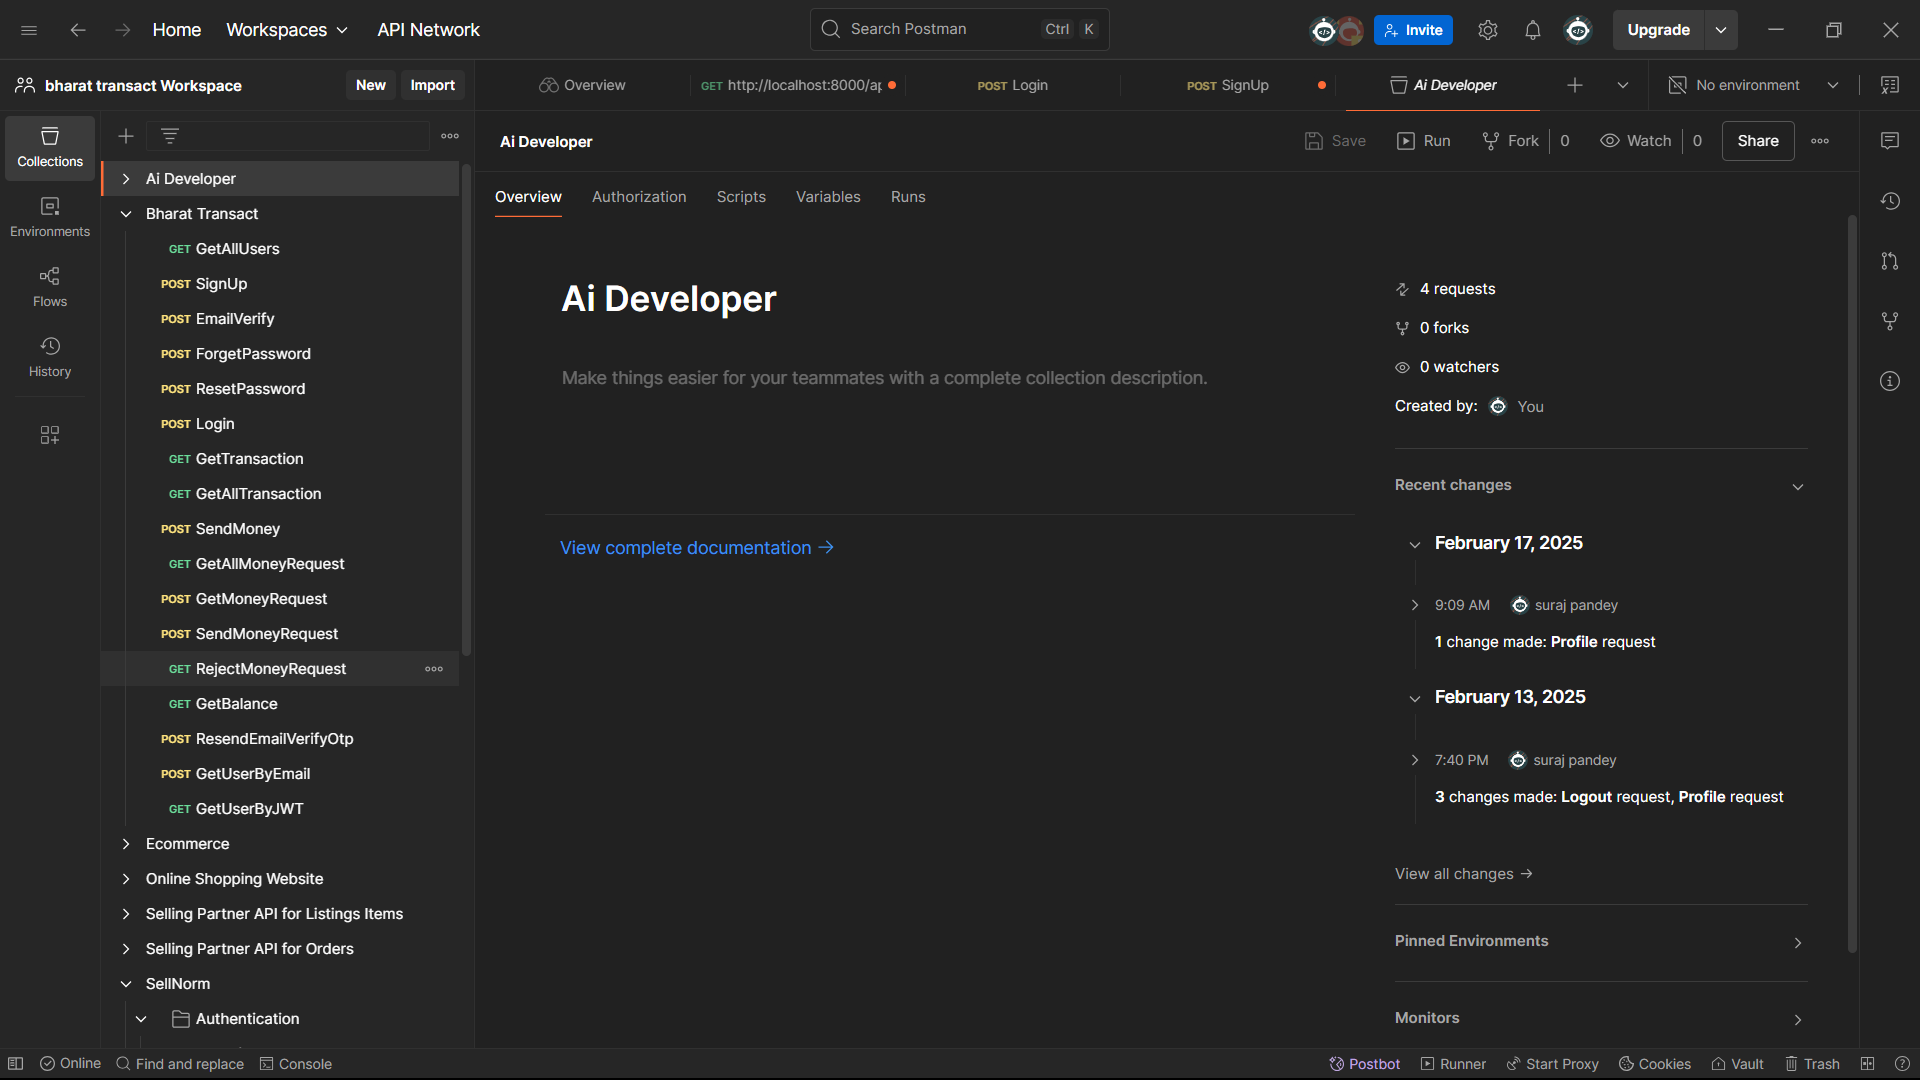 Home Workspaces API Network Search Postman Ctrl K Invite Upgrade
bharat transact Workspace New Import Overview GET http://localhost:8000/ap POST Login POST SignUp Ai Developer No environment
Collections
Environments
Flows
History
Ai Developer
Bharat Transact
GET GetAllUsers
POST SignUp
POST EmailVerify
POST ForgetPassword
POST ResetPassword
POST Login
GET GetTransaction
GET GetAllTransaction
POST SendMoney
GET GetAllMoneyRequest
POST GetMoneyRequest
POST SendMoneyRequest
GET RejectMoneyRequest
GET GetBalance
POST ResendEmailVerifyOtp
POST GetUserByEmail
GET GetUserByJWT
Ecommerce
Online Shopping Website
Selling Partner API for Listings Items
Selling Partner API for Orders
SellNorm
Authentication
Ai Developer Save Run Fork 0 Watch 0 Share
Overview Authorization Scripts Variables Runs
Ai Developer
Make things easier for your teammates with a complete collection description.
View complete documentation →
4 requests
0 forks
0 watchers
Created by: You
Recent changes
February 17, 2025
9:09 AM suraj pandey
1 change made: Profile request
February 13, 2025
7:40 PM suraj pandey
3 changes made: Logout request, Profile request
View all changes →
Pinned Environments
Monitors
Online Find and replace Console Postbot Runner Start Proxy Cookies Vault Trash